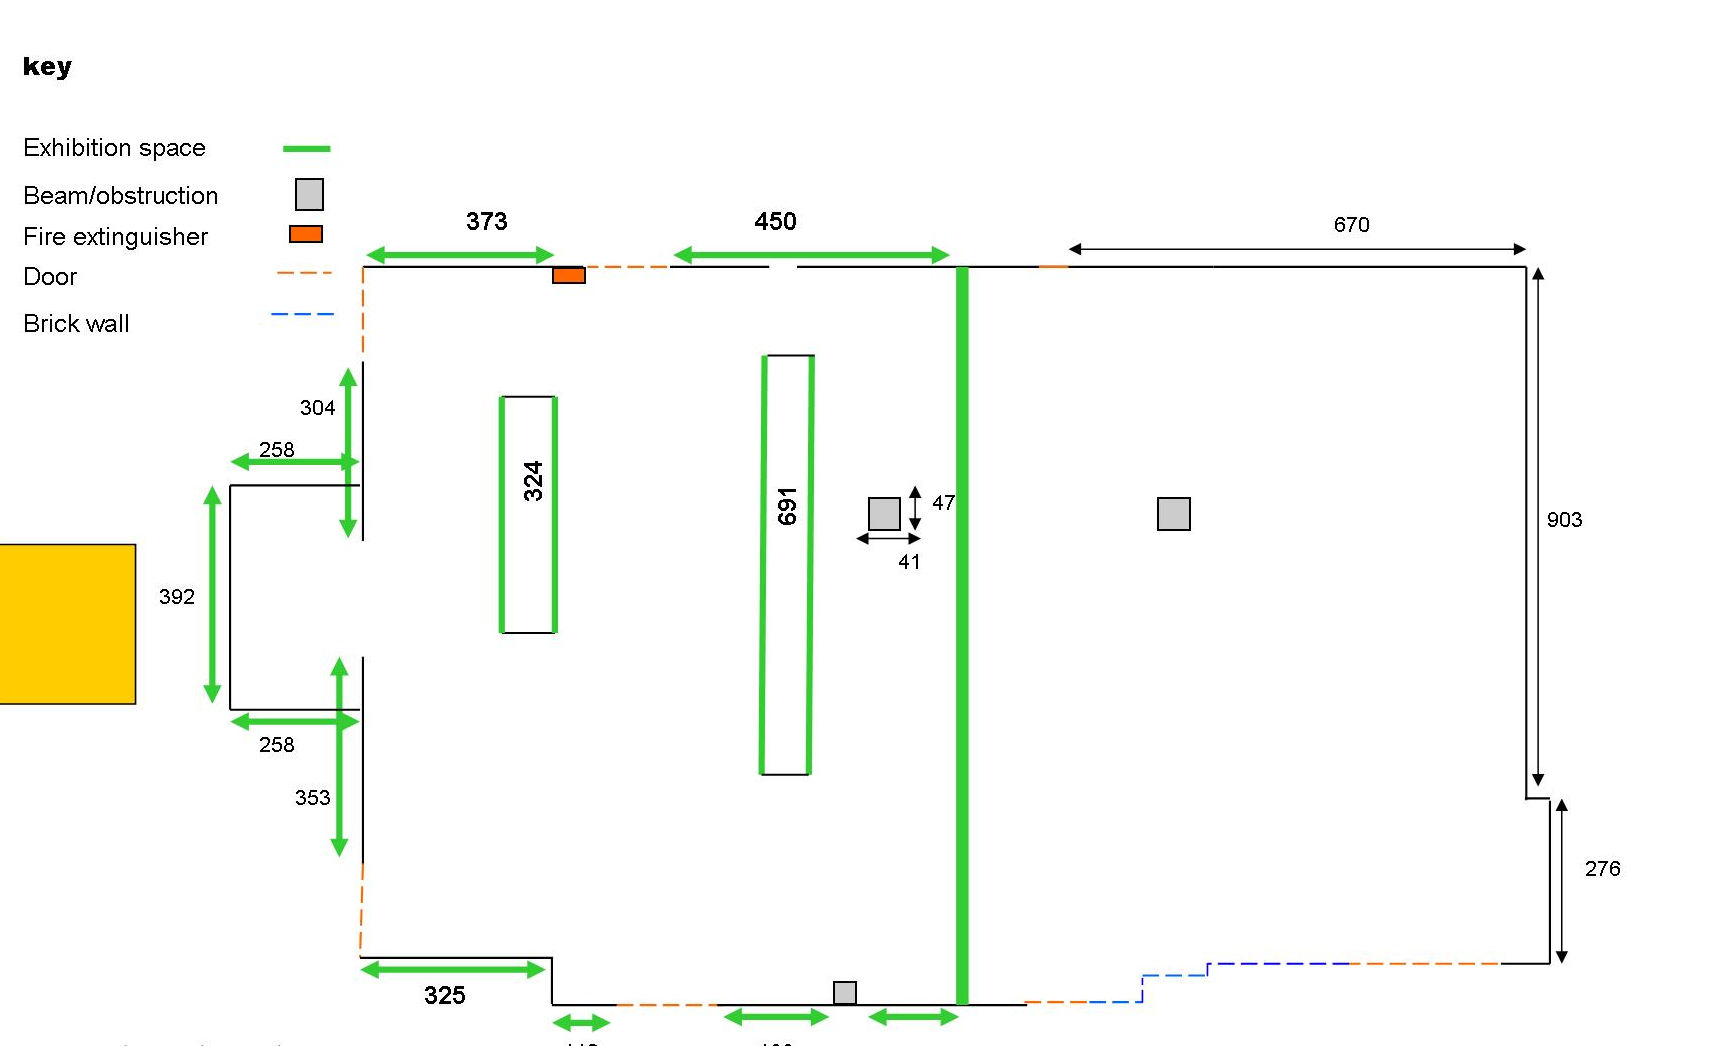 key
Exhibition space
Beam/obstruction
Fire extinguisher
Door
Brick wall
373
450
670
304
258
324
691
47
41
903
392
258
353
276
325